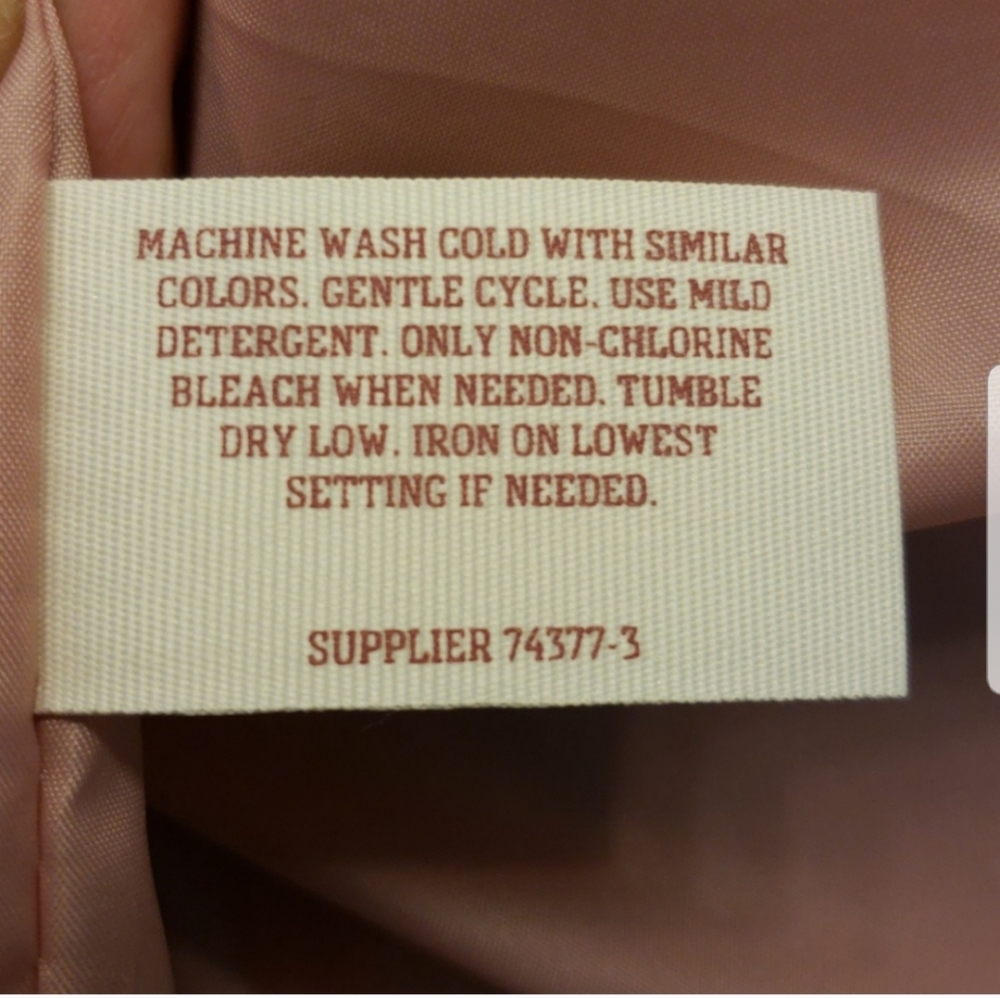 MACHINE WASH COLD WITH SIMILAR
COLORS. GENTLE CYCLE. USE MILD
DETERGENT. ONLY NON-CHLORINE
BLEACH WHEN NEEDED. TUMBLE
DRY LOW. IRON ON LOWEST
SETTING IF NEEDED.
SUPPLIER 74377-3